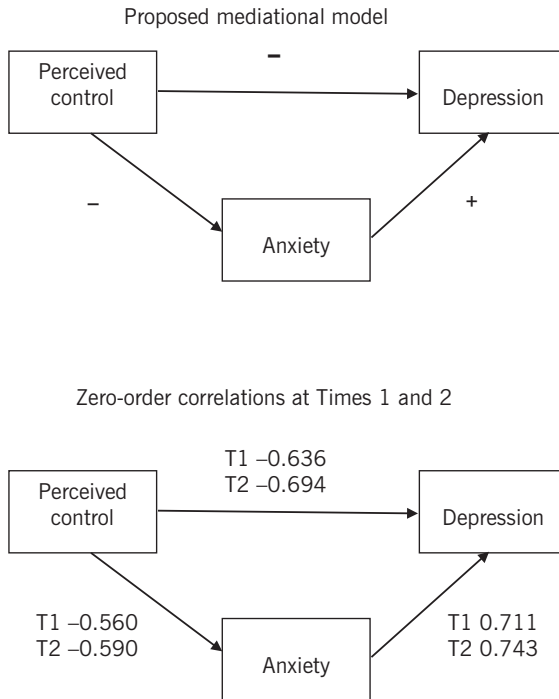 Proposed mediational model
–
Perceived
control
Depression
–
+
Anxiety
Zero-order correlations at Times 1 and 2
T1 –0.636
T2 –0.694
Perceived
control
Depression
T1 –0.560
T2 –0.590
T1 0.711
T2 0.743
Anxiety